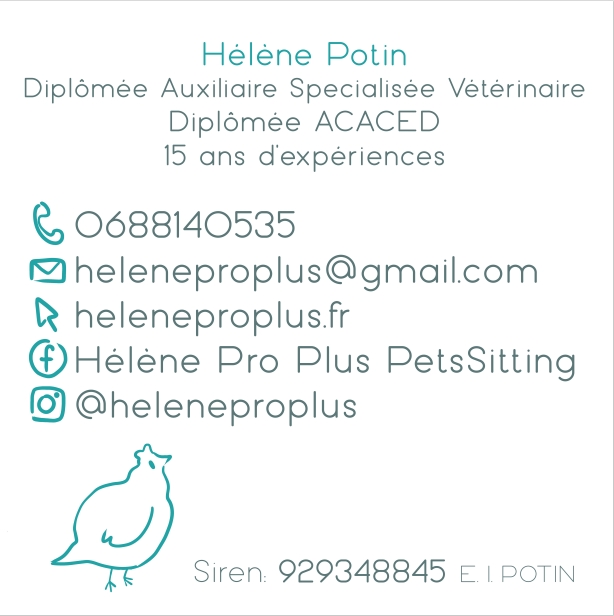 Hélène Potin
Diplômée Auxiliaire Specialisée Vétérinaire
Diplômée ACACED
15 ans d'expériences
0688140535
heleneproplus@gmail.com
heleneproplus.fr
Hélène Pro Plus PetsSitting
@heleneproplus
Siren: 929348845 E. I. POTIN